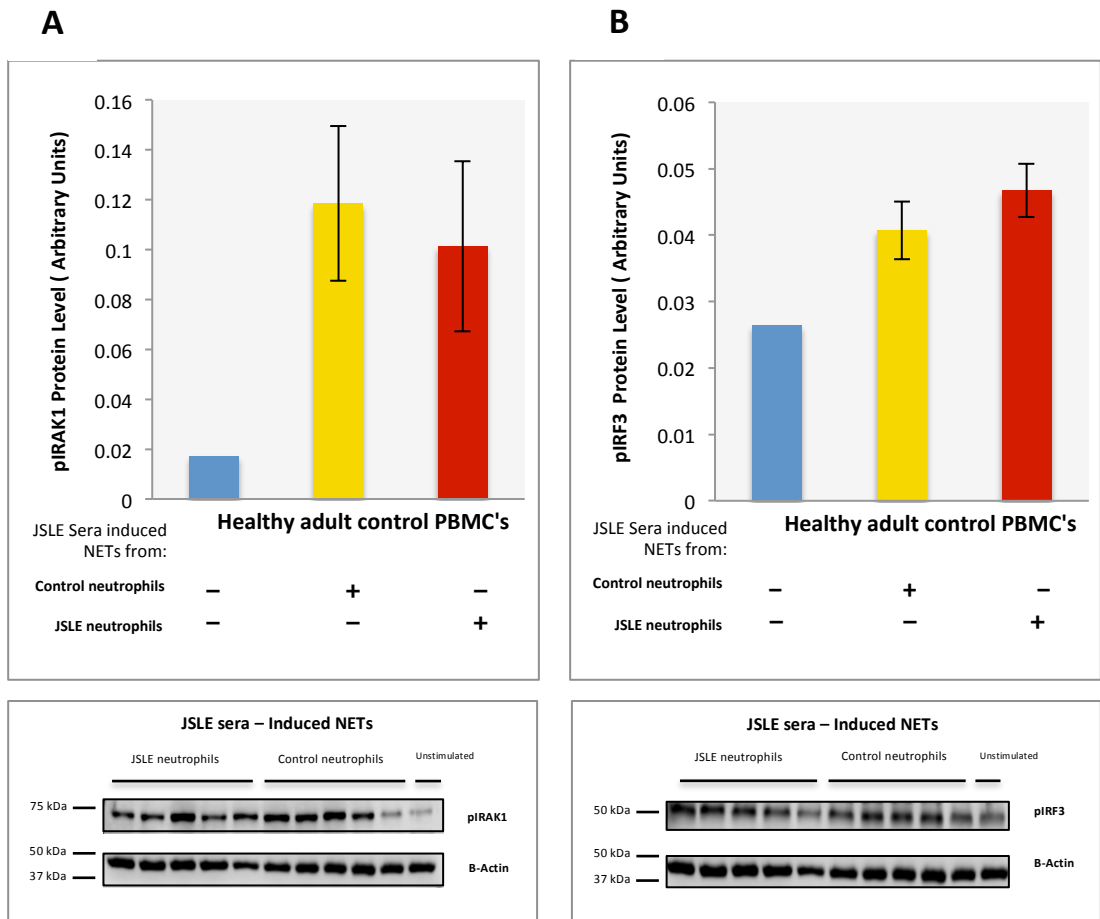 A
pIRAK1 Protein Level ( Arbitrary Units)
0.16
0.14
0.12
0.1
0.08
0.06
0.04
0.02
0
Healthy adult control PBMC's
JSLE Sera induced
NETs from:
Control neutrophils – + –
JSLE neutrophils – – +
JSLE sera – Induced NETs
JSLE neutrophils Control neutrophils Unstimulated
75 kDa
pIRAK1
50 kDa
B-Actin
37 kDa
B
pIRF3 Protein Level ( Arbitrary Units)
0.06
0.05
0.04
0.03
0.02
0.01
0
Healthy adult control PBMC's
JSLE Sera induced
NETs from:
Control neutrophils – + –
JSLE neutrophils – – +
JSLE sera – Induced NETs
JSLE neutrophils Control neutrophils Unstimulated
50 kDa
pIRF3
50 kDa
B-Actin
37 kDa